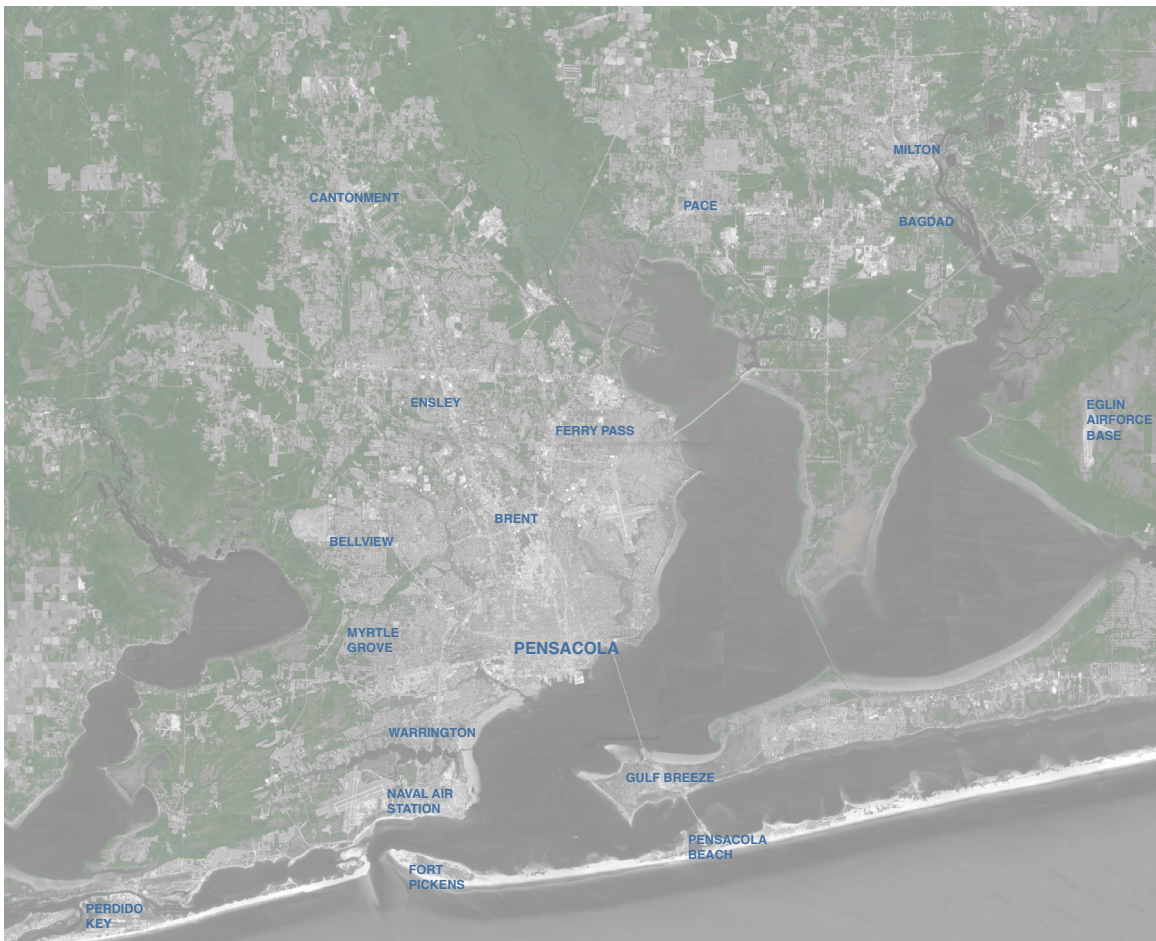 MILTON
CANTONMENT
PACE
BAGDAD
ENSLEY
EGLIN
AIRFORCE
BASE
FERRY PASS
BRENT
BELLVIEW
MYRTLE
GROVE
PENSACOLA
WARRINGTON
GULF BREEZE
NAVAL AIR
STATION
PENSACOLA
BEACH
FORT
PICKENS
PERDIDO
KEY